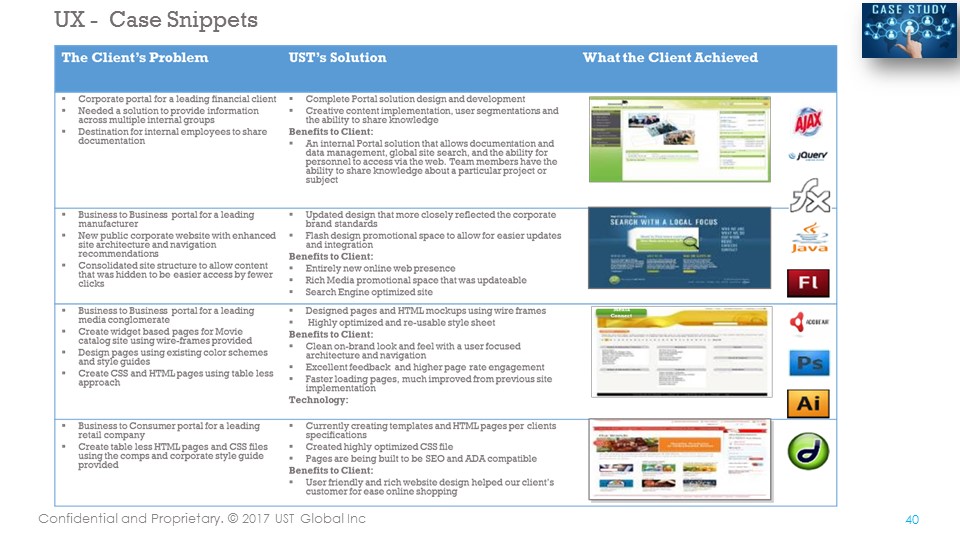 UX - Case Snippets
CASE STUDY
The Client's Problem
UST's Solution
What the Client Achieved
▪ Corporate portal for a leading financial client
▪ Needed a solution to provide information
across multiple internal groups
▪ Destination for internal employees to share
documentation
▪ Complete Portal solution design and development
▪ Creative content implementation, user segmentations and
the ability to share knowledge
Benefits to Client:
▪ An internal Portal solution that allows documentation and
data management, global site search, and the ability for
personnel to access via the web. Team members have the
ability to share knowledge about a particular project or
subject
AJAX
jQuery
fx
▪ Business to Business portal for a leading
manufacturer
▪ New public corporate website with enhanced
site architecture and navigation
recommendations
▪ Consolidated site structure to allow content
that was hidden to be easier access by fewer
clicks
▪ Updated design that more closely reflected the corporate
brand standards
▪ Flash design promotional space to allow for easier updates
and integration
Benefits to Client:
▪ Entirely new online web presence
▪ Rich Media promotional space that was updateable
▪ Search Engine optimized site
SEARCH WITH A LOCAL FOCUS
Java
Fl
▪ Business to Business portal for a leading
media conglomerate
▪ Create widget based pages for Movie
catalog site using wire-frames provided
▪ Design pages using existing color schemes
and style guides
▪ Create CSS and HTML pages using table less
approach
▪ Designed pages and HTML mockups using wire frames
▪ Highly optimized and re-usable style sheet
Benefits to Client:
▪ Clean on-brand look and feel with a user focused
architecture and navigation
▪ Excellent feedback and higher page rate engagement
▪ Faster loading pages, much improved from previous site
implementation
Technology:
Connect
Ps
Ai
▪ Business to Consumer portal for a leading
retail company
▪ Create table less HTML pages and CSS files
using the comps and corporate style guide
provided
▪ Currently creating templates and HTML pages per clients
specifications
▪ Created highly optimized CSS file
▪ Pages are being built to be SEO and ADA compatible
Benefits to Client:
▪ User friendly and rich website design helped our client's
customer for ease online shopping
Confidential and Proprietary. © 2017 UST Global Inc
40